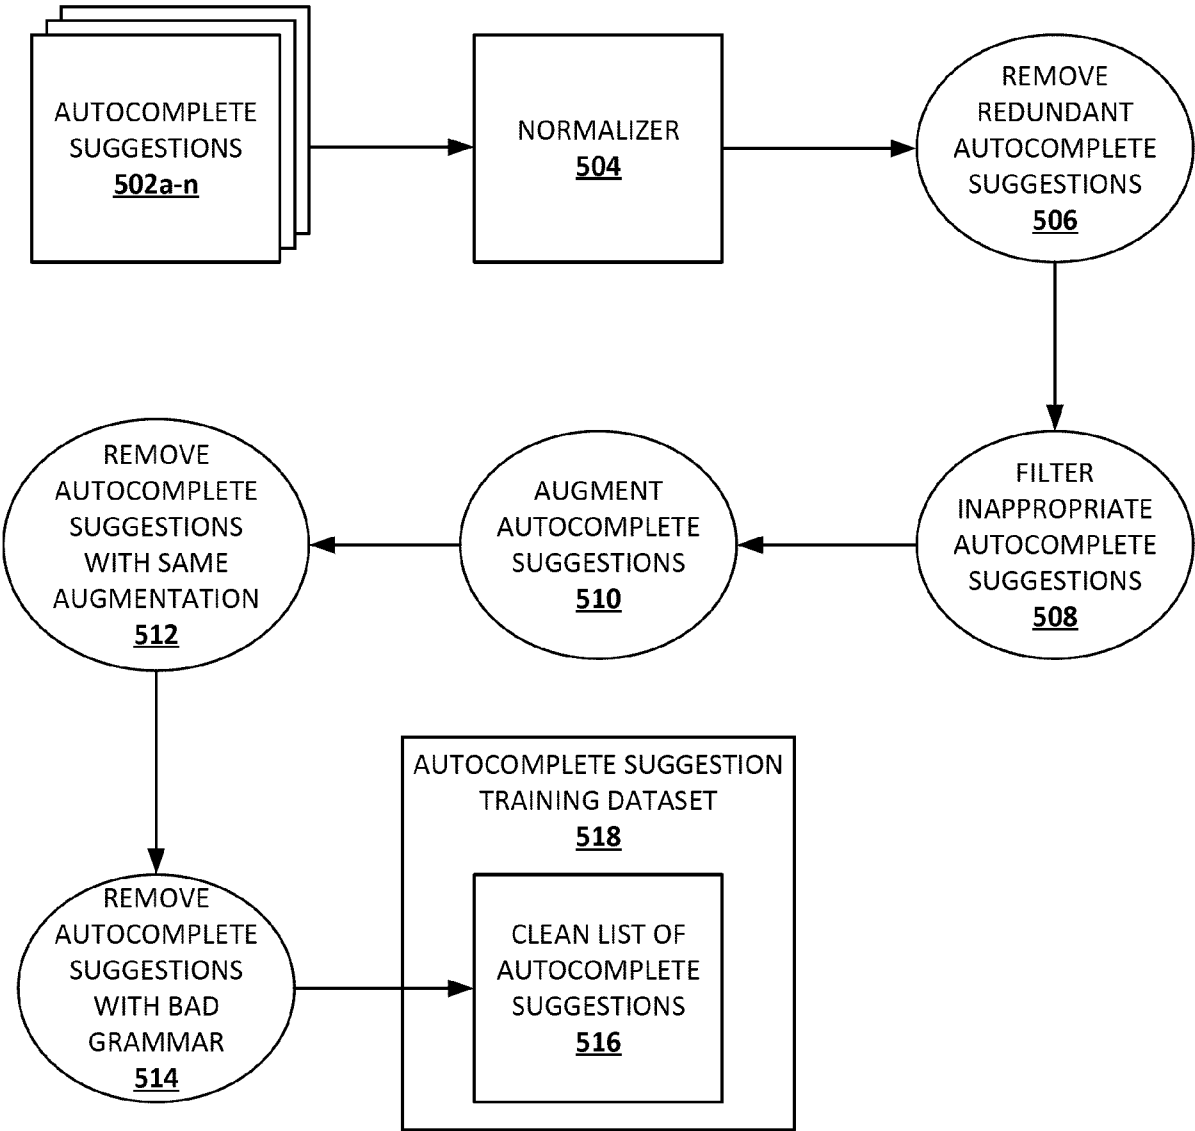 AUTOCOMPLETE
SUGGESTIONS
502a-n
NORMALIZER
504
REMOVE
REDUNDANT
AUTOCOMPLETE
SUGGESTIONS
506
FILTER
INAPPROPRIATE
AUTOCOMPLETE
SUGGESTIONS
508
AUGMENT
AUTOCOMPLETE
SUGGESTIONS
510
REMOVE
AUTOCOMPLETE
SUGGESTIONS
WITH SAME
AUGMENTATION
512
REMOVE
AUTOCOMPLETE
SUGGESTIONS
WITH BAD
GRAMMAR
514
AUTOCOMPLETE SUGGESTION
TRAINING DATASET
518
CLEAN LIST OF
AUTOCOMPLETE
SUGGESTIONS
516